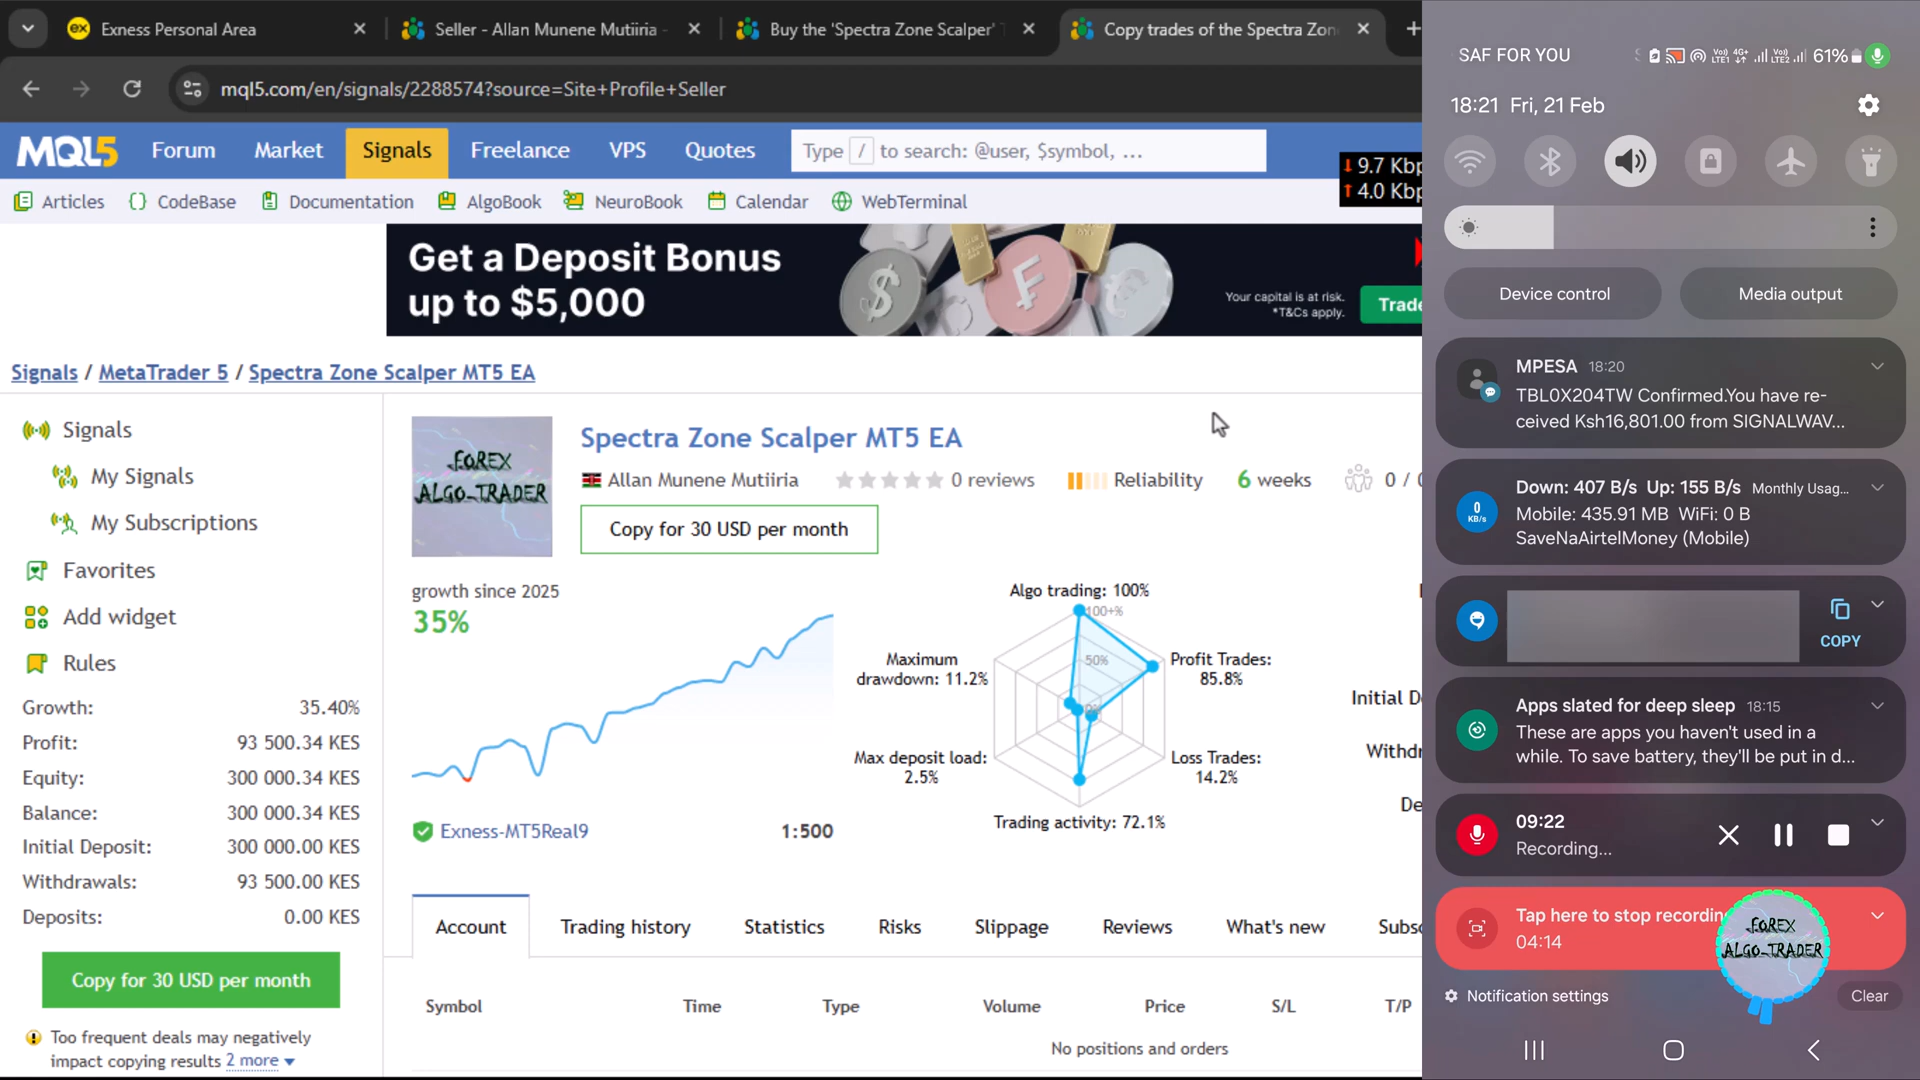 Exness Personal Area
Seller - Allan Munene Mutiiria -
Buy the 'Spectra Zone Scalper'
Copy trades of the Spectra Zon
mql5.com/en/signals/2288574?source=Site+Profile+Seller
MQL5
Forum
Market
Signals
Freelance
VPS
Quotes
Type / to search: @user, $symbol, ...
9.7 Kbp
4.0 Kbp
Articles
CodeBase
Documentation
AlgoBook
NeuroBook
Calendar
WebTerminal
Get a Deposit Bonus
up to $5,000
Your capital is at risk.
*T&Cs apply.
Trade
Signals / MetaTrader 5 / Spectra Zone Scalper MT5 EA
Signals
My Signals
My Subscriptions
Favorites
Add widget
Rules
Growth: 35.40%
Profit: 93 500.34 KES
Equity: 300 000.34 KES
Balance: 300 000.34 KES
Initial Deposit: 300 000.00 KES
Withdrawals: 93 500.00 KES
Deposits: 0.00 KES
Copy for 30 USD per month
Too frequent deals may negatively
impact copying results 2 more
FOREX
ALGO-TRADER
Spectra Zone Scalper MT5 EA
Allan Munene Mutiiria
0 reviews
Reliability
6 weeks
0 /
Copy for 30 USD per month
growth since 2025
35%
Exness-MT5Real9
1:500
Algo trading: 100%
100+%
50%
0%
Profit Trades:
85.8%
Loss Trades:
14.2%
Trading activity: 72.1%
Max deposit load:
2.5%
Maximum
drawdown: 11.2%
Initial D
Withdr
De
Account
Trading history
Statistics
Risks
Slippage
Reviews
What's new
Subsc
Symbol
Time
Type
Volume
Price
S/L
T/P
No positions and orders
SAF FOR YOU
Vo)) LTE1 4G+ Vo)) LTE2 61%
18:21 Fri, 21 Feb
Device control
Media output
MPESA 18:20
TBL0X204TW Confirmed.You have re-
ceived Ksh16,801.00 from SIGNALWAV...
0
KB/s
Down: 407 B/s Up: 155 B/s Monthly Usag...
Mobile: 435.91 MB WiFi: 0 B
SaveNaAirtelMoney (Mobile)
COPY
Apps slated for deep sleep 18:15
These are apps you haven't used in a
while. To save battery, they'll be put in d...
09:22
Recording...
Tap here to stop recordin
04:14
FOREX
ALGO-TRADER
Notification settings
Clear